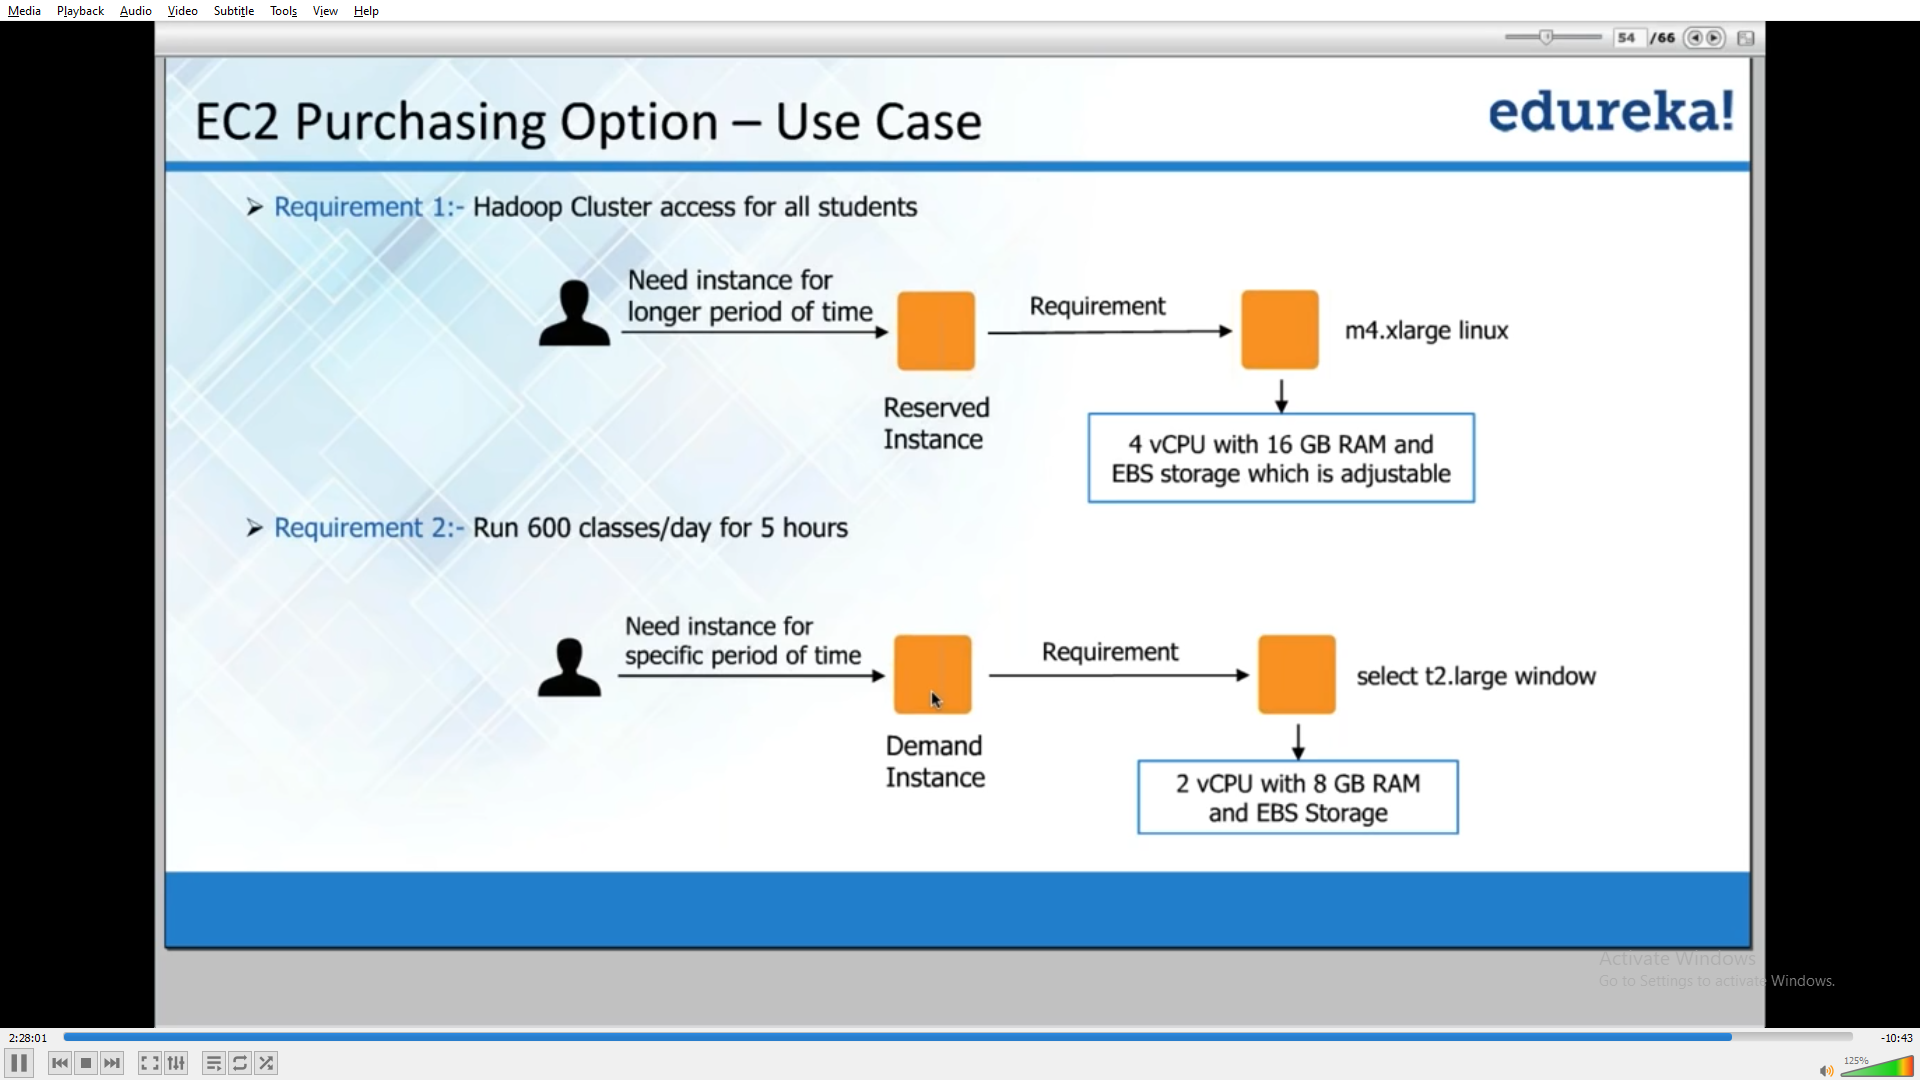 Media Playback Audio Video Subtitle Tools View Help
54 /66
EC2 Purchasing Option – Use Case
edureka!
➢ Requirement 1:- Hadoop Cluster access for all students
Need instance for
longer period of time
Requirement
m4.xlarge linux
Reserved
Instance
4 vCPU with 16 GB RAM and
EBS storage which is adjustable
➢ Requirement 2:- Run 600 classes/day for 5 hours
Need instance for
specific period of time
Requirement
select t2.large window
Demand
Instance
2 vCPU with 8 GB RAM
and EBS Storage
Activate Windows
Go to Settings to activate Windows.
2:28:01
-10:43
125%